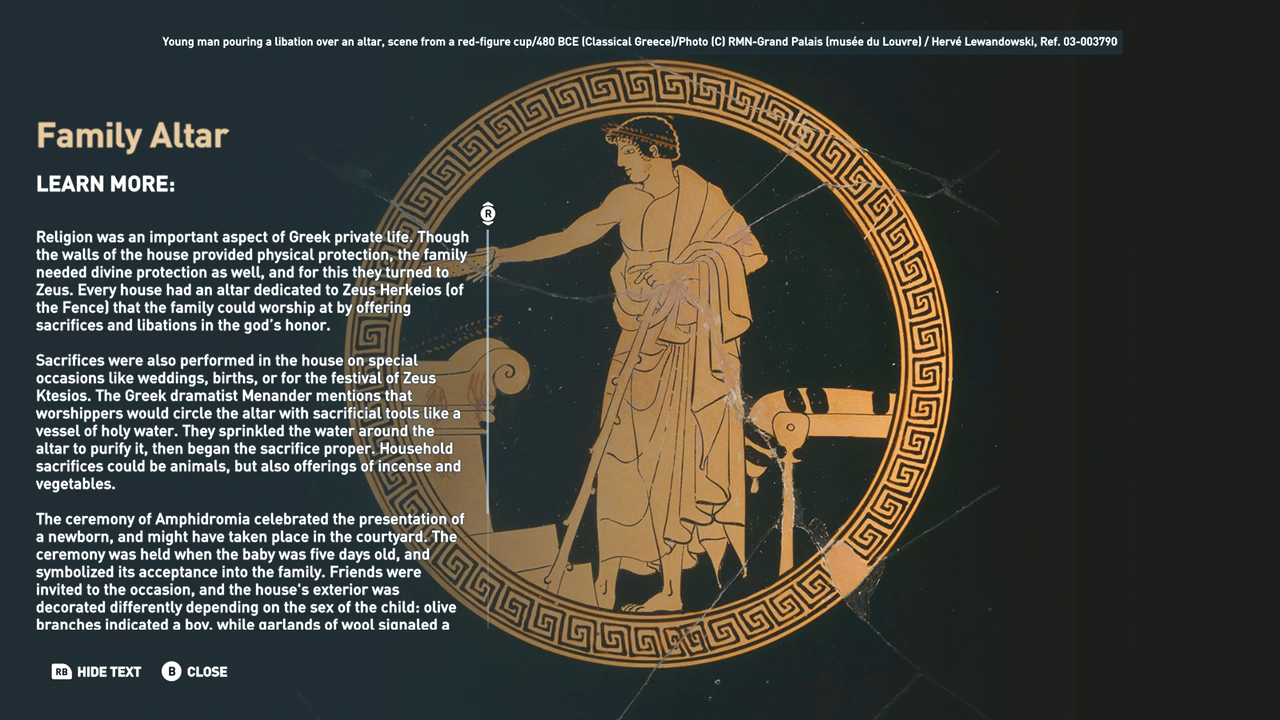 Young man pouring a libation over an altar, scene from a red-figure cup/480 BCE (Classical Greece)/Photo (C) RMN-Grand Palais (musée du Louvre) / Hervé Lewandowski, Ref. 03-003790
Family Altar
LEARN MORE:
R
Religion was an important aspect of Greek private life. Though
the walls of the house provided physical protection, the family
needed divine protection as well, and for this they turned to
Zeus. Every house had an altar dedicated to Zeus Herkeios (of
the Fence) that the family could worship at by offering
sacrifices and libations in the god's honor.
Sacrifices were also performed in the house on special
occasions like weddings, births, or for the festival of Zeus
Ktesios. The Greek dramatist Menander mentions that
worshippers would circle the altar with sacrificial tools like a
vessel of holy water. They sprinkled the water around the
altar to purify it, then began the sacrifice proper. Household
sacrifices could be animals, but also offerings of incense and
vegetables.
The ceremony of Amphidromia celebrated the presentation of
a newborn, and might have taken place in the courtyard. The
ceremony was held when the baby was five days old, and
symbolized its acceptance into the family. Friends were
invited to the occasion, and the house's exterior was
decorated differently depending on the sex of the child: olive
branches indicated a boy, while garlands of wool signaled a
RB HIDE TEXT B CLOSE